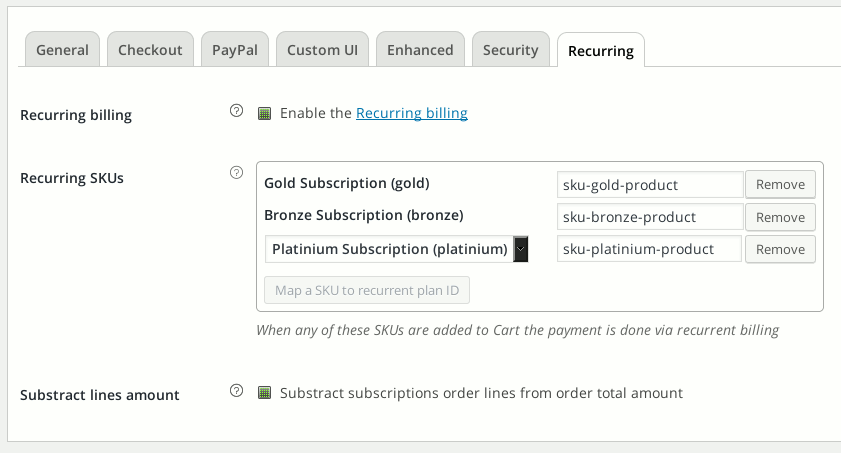 General Checkout PayPal Custom UI Enhanced Security Recurring
Recurring billing ? Enable the Recurring billing
Recurring SKUs ? Gold Subscription (gold) sku-gold-product Remove
Bronze Subscription (bronze) sku-bronze-product Remove
Platinium Subscription (platinium) sku-platinium-product Remove
Map a SKU to recurrent plan ID
When any of these SKUs are added to Cart the payment is done via recurrent billing
Substract lines amount ? Substract subscriptions order lines from order total amount